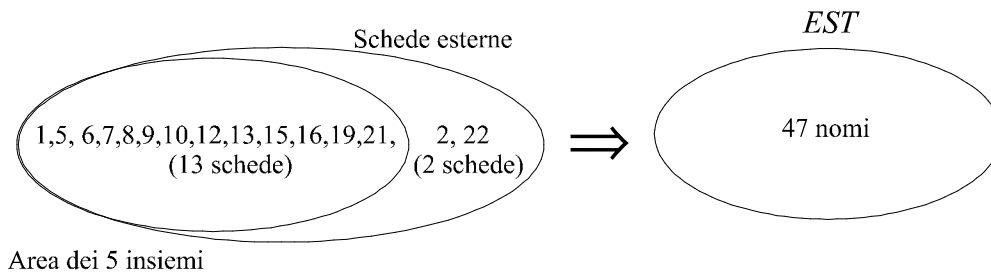 EST
Schede esterne
1,5, 6,7,8,9,10,12,13,15,16,19,21,
(13 schede)
2, 22
(2 schede)
47 nomi
Area dei 5 insiemi